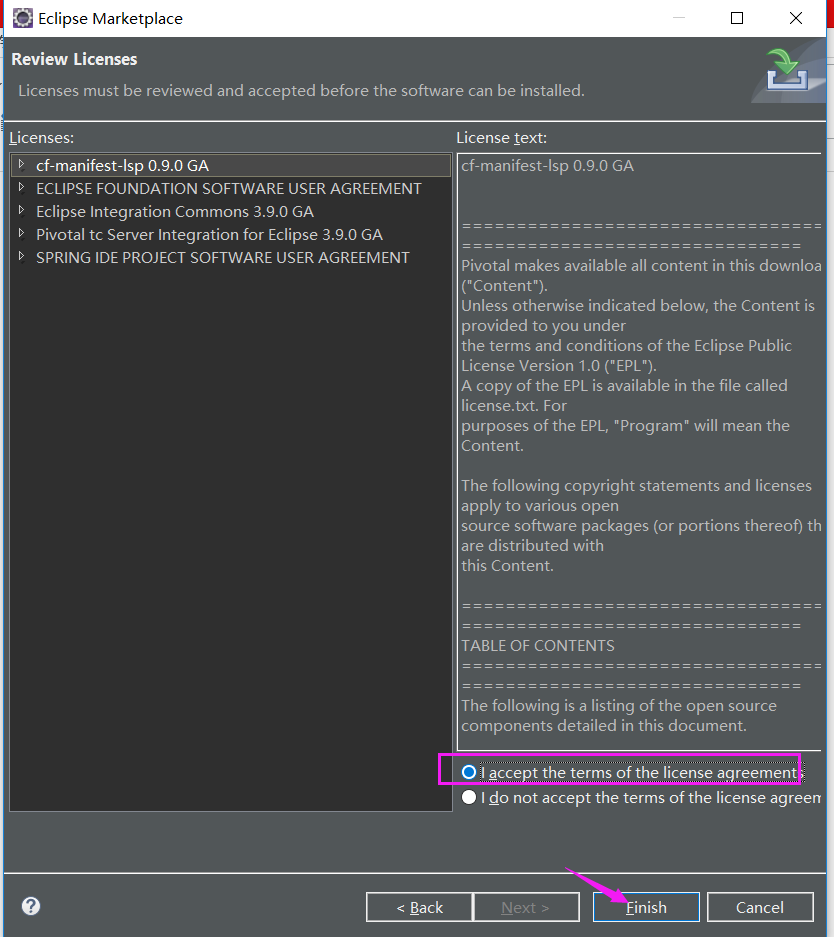 Eclipse Marketplace
Review Licenses
Licenses must be reviewed and accepted before the software can be installed.
Licenses:
cf-manifest-lsp 0.9.0 GA
ECLIPSE FOUNDATION SOFTWARE USER AGREEMENT
Eclipse Integration Commons 3.9.0 GA
Pivotal tc Server Integration for Eclipse 3.9.0 GA
SPRING IDE PROJECT SOFTWARE USER AGREEMENT
License text:
cf-manifest-lsp 0.9.0 GA
==================================
===============================
Pivotal makes available all content in this downloa
("Content").
Unless otherwise indicated below, the Content is
provided to you under
the terms and conditions of the Eclipse Public
License Version 1.0 ("EPL").
A copy of the EPL is available in the file called
license.txt. For
purposes of the EPL, "Program" will mean the
Content.
The following copyright statements and licenses
apply to various open
source software packages (or portions thereof) th
are distributed with
this Content.
==================================
===============================
TABLE OF CONTENTS
==================================
===============================
The following is a listing of the open source
components detailed in this document.
I accept the terms of the license agreements
I do not accept the terms of the license agreem
< Back
Next >
Finish
Cancel